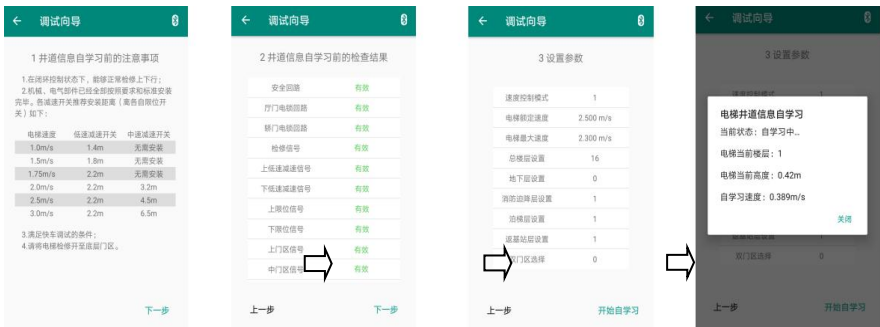 调试向导
1 井道信息自学习前的注意事项
1.在闭环控制状态下，能够正常检修上下行；
2.机械、电气部件已经全部按照要求和标准安装
完毕。各减速开关推荐安装距离（离各自限位开
关）如下：
电梯速度 低速减速开关 中速减速开关
1.0m/s 1.4m 无需安装
1.5m/s 1.8m 无需安装
1.75m/s 2.2m 无需安装
2.0m/s 2.2m 3.2m
2.5m/s 2.2m 4.5m
3.0m/s 2.2m 6.5m
3.满足快车调试的条件；
4.请将电梯检修开至底层门区。
下一步
调试向导
2 井道信息自学习前的检查结果
安全回路 有效
厅门电锁回路 有效
轿门电锁回路 有效
检修信号 有效
上低速减速信号 有效
下低速减速信号 有效
上限位信号 有效
下限位信号 有效
上门区信号 有效
中门区信号 有效
上一步 下一步
调试向导
3 设置参数
速度控制模式 1
电梯额定速度 2.500 m/s
电梯最大速度 2.300 m/s
总楼层设置 16
地下层设置 0
消防迫降层设置 1
泊梯层设置 1
返基站层设置 1
双门区选择 0
上一步 开始自学习
调试向导
3 设置参数
速度控制模式 1
电梯井道信息自学习
当前状态：自学习中...
电梯当前楼层：1
电梯当前高度：0.42m
自学习速度：0.389m/s
关闭
返基站层设置 1
双门区选择 0
上一步 开始自学习